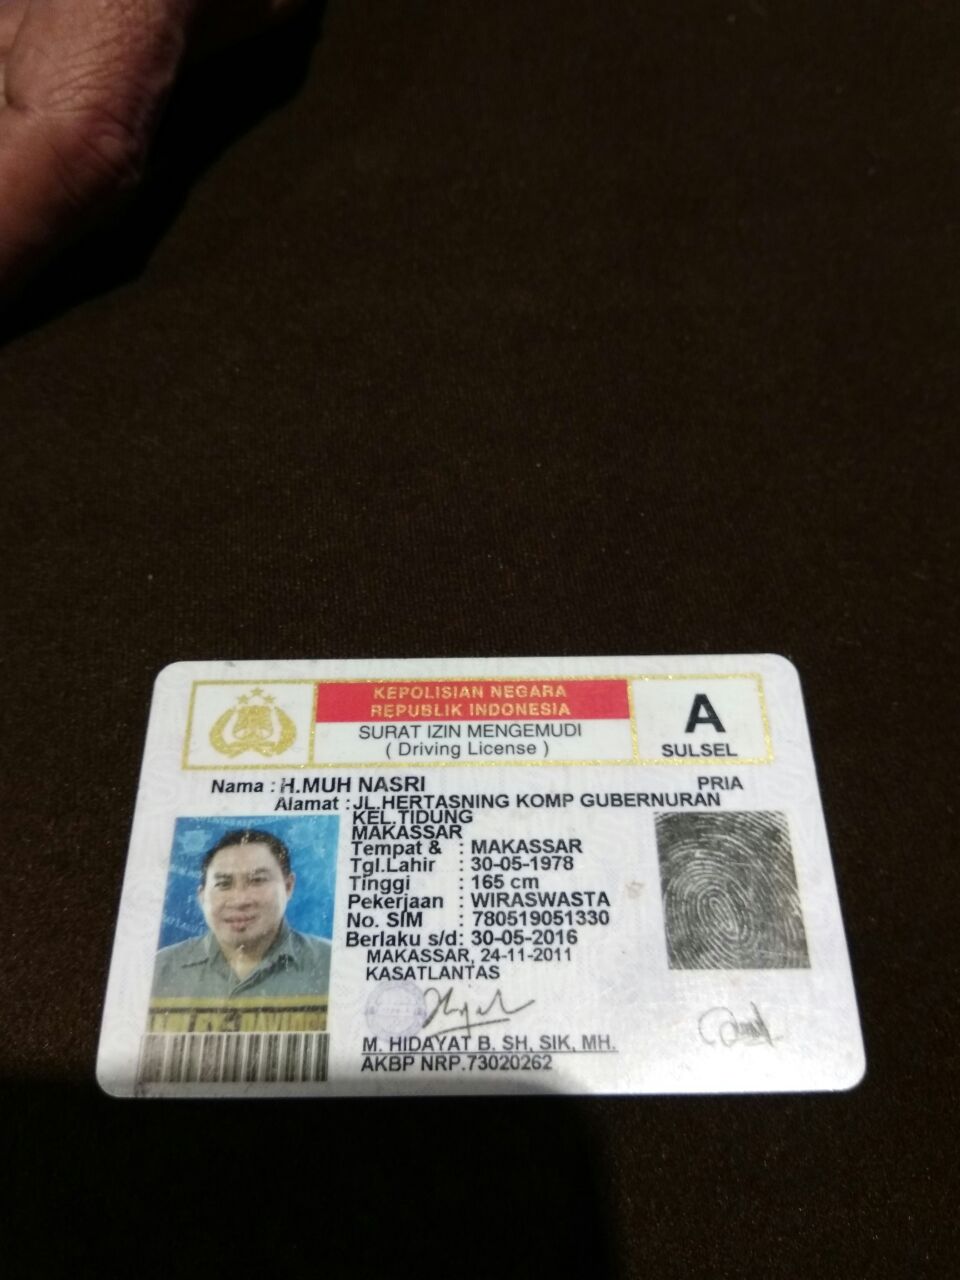 KEPOLISIAN NEGARA
REPUBLIK INDONESIA
SURAT IZIN MENGEMUDI
( Driving License )
A
SULSEL
Nama : H.MUH NASRI PRIA
Alamat : JL.HERTASNING KOMP GUBERNURAN
KEL.TIDUNG
MAKASSAR
Tempat & : MAKASSAR
Tgl.Lahir : 30-05-1978
Tinggi : 165 cm
Pekerjaan : WIRASWASTA
No. SIM : 780519051330
Berlaku s/d: 30-05-2016
MAKASSAR, 24-11-2011
KASATLANTAS
M. HIDAYAT B, SH, SIK, MH.
AKBP NRP.73020262